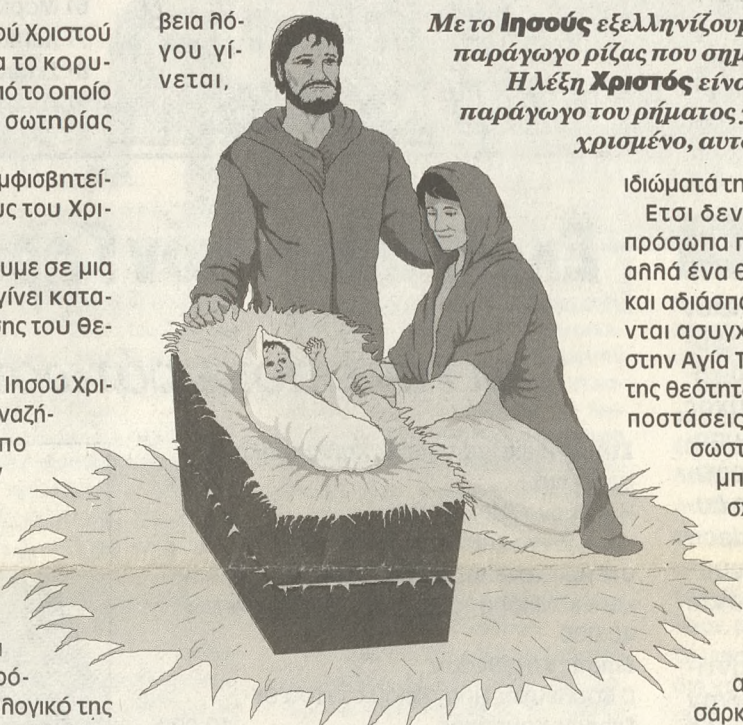 ού Χριστού
α το κορυ-
πό το οποίο
σωτηρίας
μφισβητεί-
υς του Χρι-
υμε σε μια
γίνει κατα-
σης του θε-
Ιησού Χρι-
ναζή-
πο
ν
ρό-
λογικό της
βεια λό-
γου γί-
νεται,
Με το Ιησούς εξελληνίζουμ
παράγωγο ρίζας που σημ
Η λέξη Χριστός είνα
παράγωγο του ρήματος χ
χρισμένο, αυτ
ιδιώματά τη
Ετσι δεν
πρόσωπα π
αλλά ένα θ
και αδιάσπα
νται ασυγχ
στην Αγία Τ
της θεότητ
ποστάσεις
σωστ
μπ
σχ
α
σάρκ